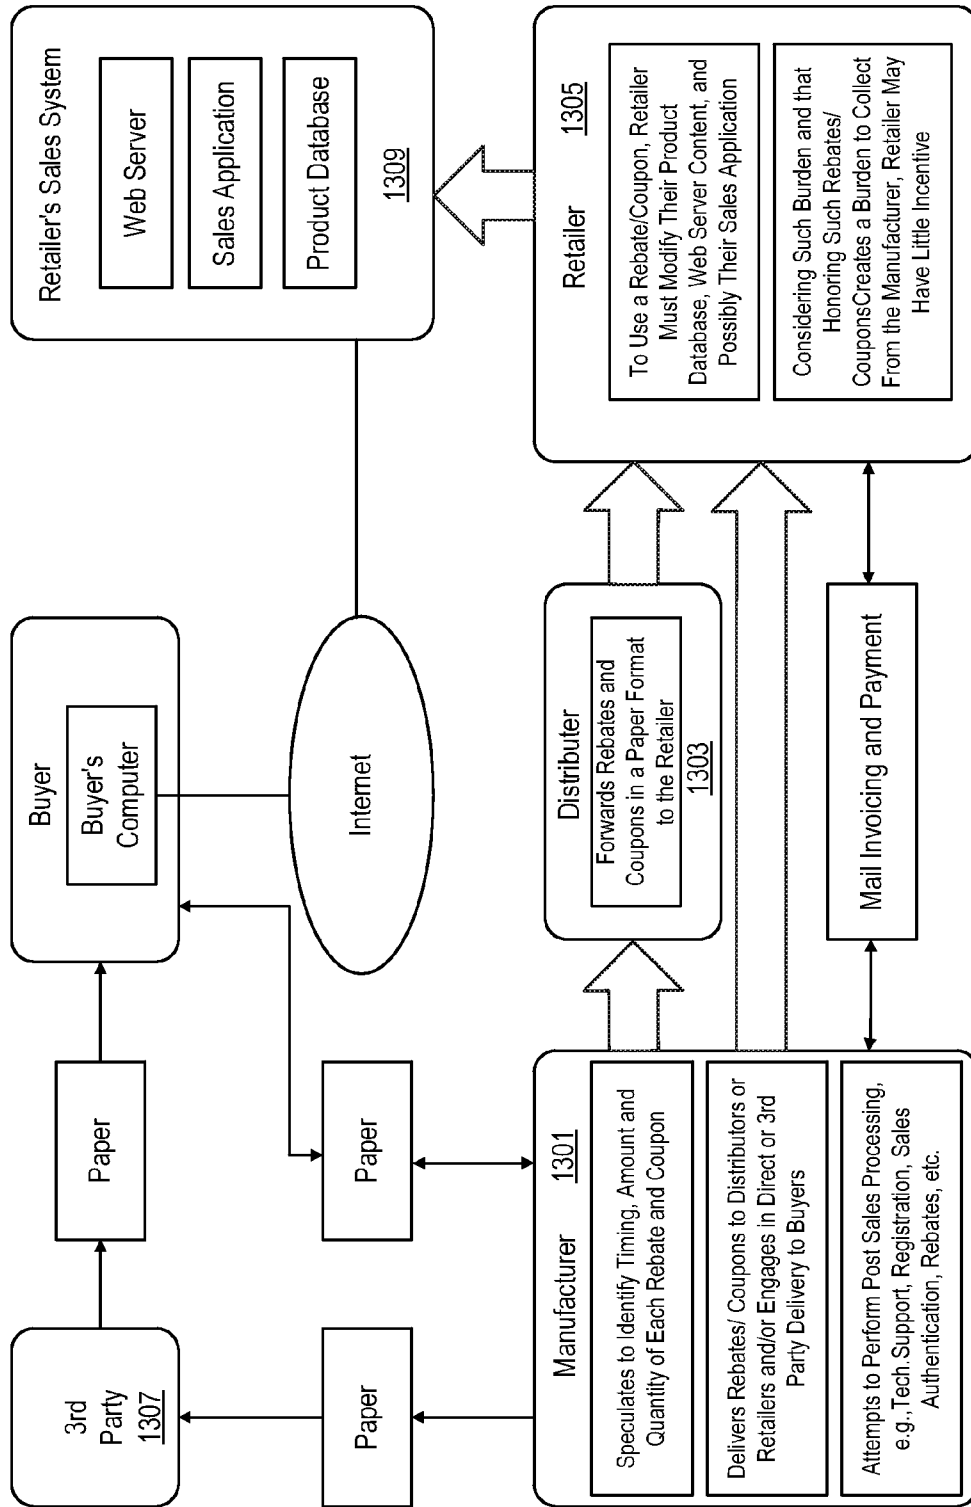 3rd
Party
1307
Paper
Buyer
Buyer's
Computer
Retailer's Sales System
Web Server
Sales Application
Product Database
1309
Paper
Paper
Internet
Manufacturer
1301
Speculates to Identify Timing, Amount and
Quantity of Each Rebate and Coupon
Delivers Rebates/ Coupons to Distributors or
Retailers and/or Engages in Direct or 3rd
Party Delivery to Buyers
Attempts to Perform Post Sales Processing,
e.g.,Tech.Support, Registration, Sales
Authentication, Rebates, etc.
Distributer
Forwards Rebates and
Coupons in a Paper Format
to the Retailer
1303
Mail Invoicing and Payment
Retailer
1305
To Use a Rebate/Coupon, Retailer
Must Modify Their Product
Database, Web Server Content, and
Possibly Their Sales Application
Considering Such Burden and that
Honoring Such Rebates/
CouponsCreates a Burden to Collect
From the Manufacturer, Retailer May
Have Little Incentive